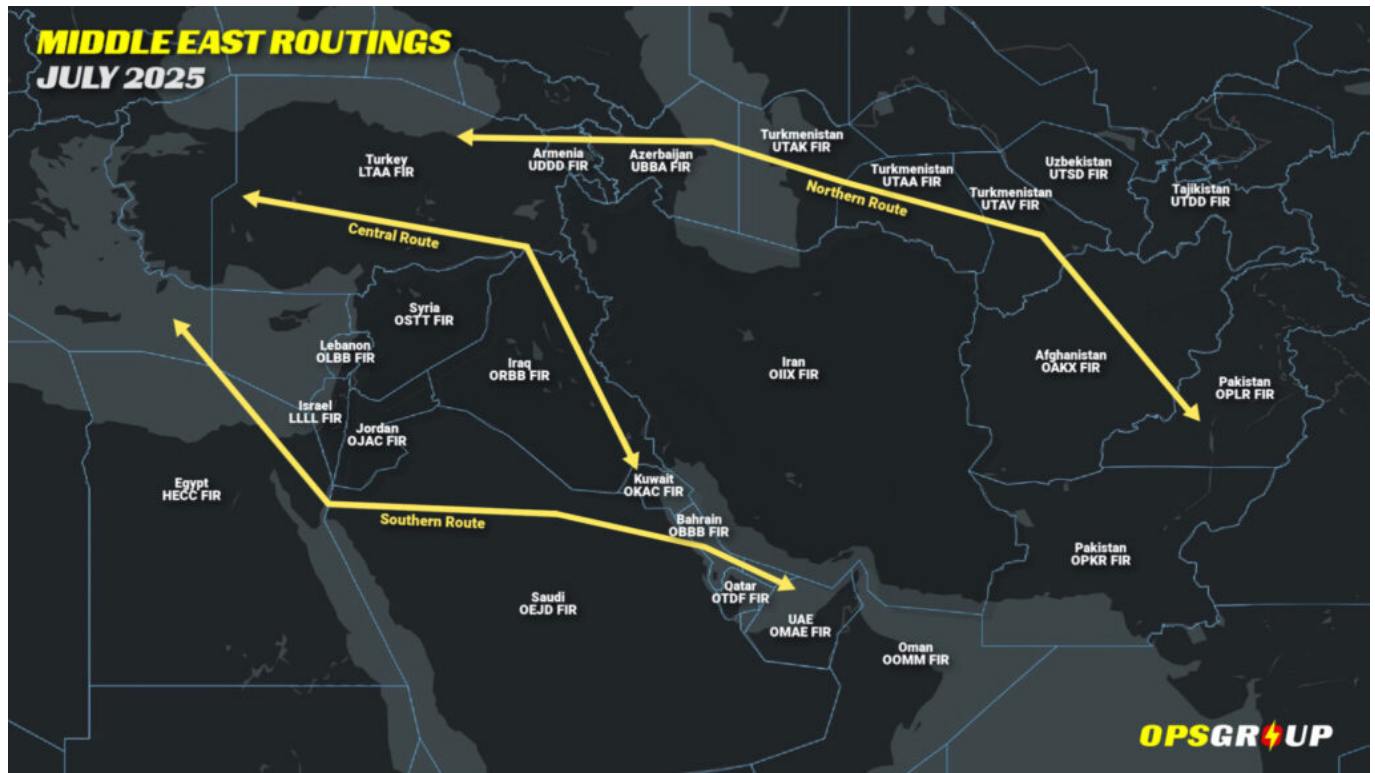 MIDDLE EAST ROUTINGS
JULY 2025
Turkmenistan
UTAK FIR
Turkey
LTAA FIR
Armenia
UDDD FIR
Azerbaijan
UBBA FIR
Turkmenistan
UTAA FIR
Uzbekistan
UTSD FIR
Turkmenistan
UTAV FIR
Tajikistan
UTDD FIR
Northern Route
Central Route
Syria
OSTT FIR
Lebanon
OLBB FIR
Iraq
ORBB FIR
Iran
OIIX FIR
Afghanistan
OAKX FIR
Pakistan
OPLR FIR
Israel
LLLL FIR
Jordan
OJAC FIR
Egypt
HECC FIR
Kuwait
OKAC FIR
Southern Route
Bahrain
OBBB FIR
Pakistan
OPKR FIR
Saudi
OEJD FIR
Qatar
OTDF FIR
UAE
OMAE FIR
Oman
OOMM FIR
OPSGROUP